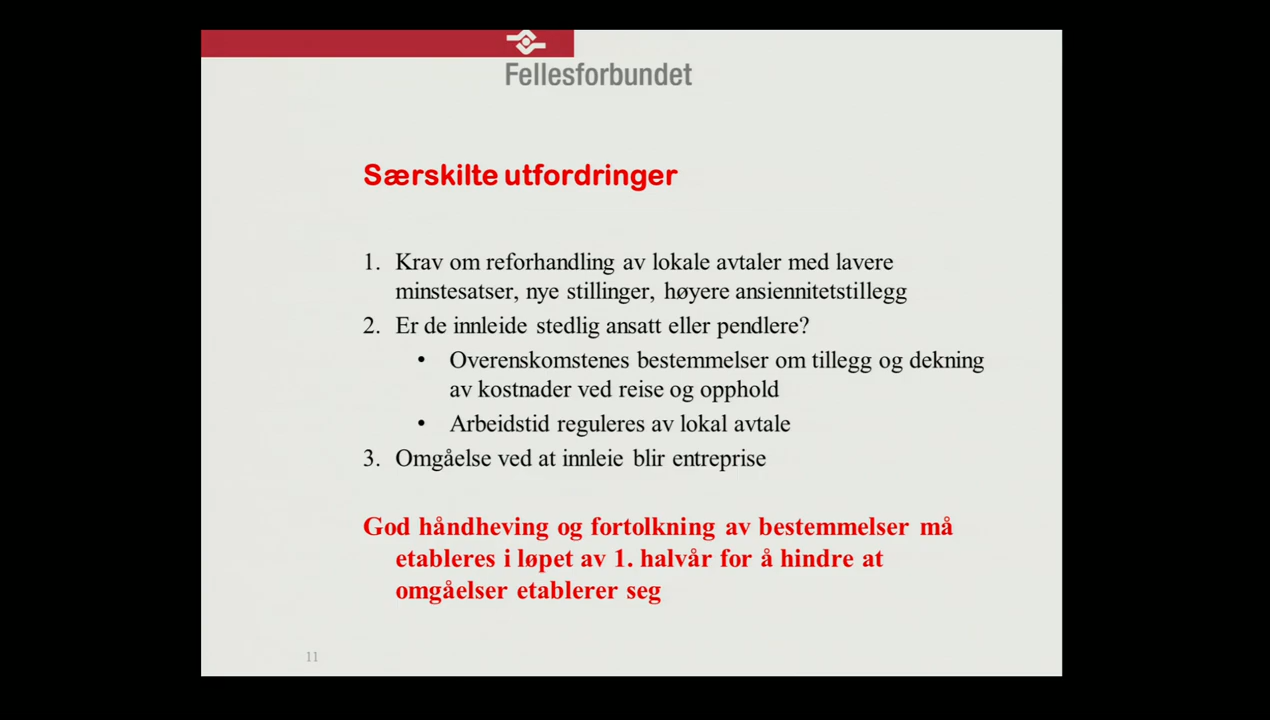 Fellesforbundet
Særskilte utfordringer
1. Krav om reforhandling av lokale avtaler med lavere
minstesatser, nye stillinger, høyere ansiennitetstillegg
2. Er de innleide stedlig ansatt eller pendlere?
• Overenskomstenes bestemmelser om tillegg og dekning
av kostnader ved reise og opphold
• Arbeidstid reguleres av lokal avtale
3. Omgåelse ved at innleie blir entreprise
God håndheving og fortolkning av bestemmelser må
etableres i løpet av 1. halvår for å hindre at
omgåelser etablerer seg
11